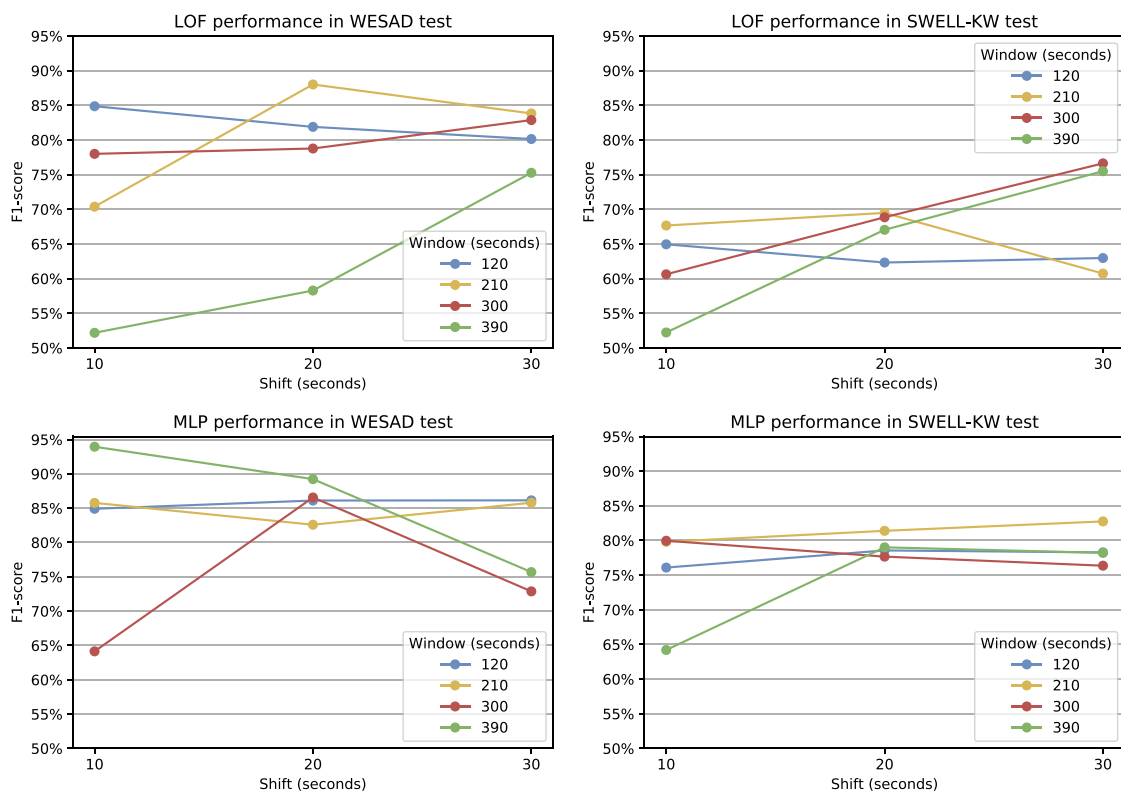 LOF performance in WESAD test
95%
90%
85%
80%
75%
70%
65%
60%
55%
50%
F1-score
Window (seconds)
120
210
300
390
10 20 30
Shift (seconds)
LOF performance in SWELL-KW test
95%
90%
85%
80%
75%
70%
65%
60%
55%
50%
F1-score
Window (seconds)
120
210
300
390
10 20 30
Shift (seconds)
MLP performance in WESAD test
95%
90%
85%
80%
75%
70%
65%
60%
55%
50%
F1-score
Window (seconds)
120
210
300
390
10 20 30
Shift (seconds)
MLP performance in SWELL-KW test
95%
90%
85%
80%
75%
70%
65%
60%
55%
50%
F1-score
Window (seconds)
120
210
300
390
10 20 30
Shift (seconds)